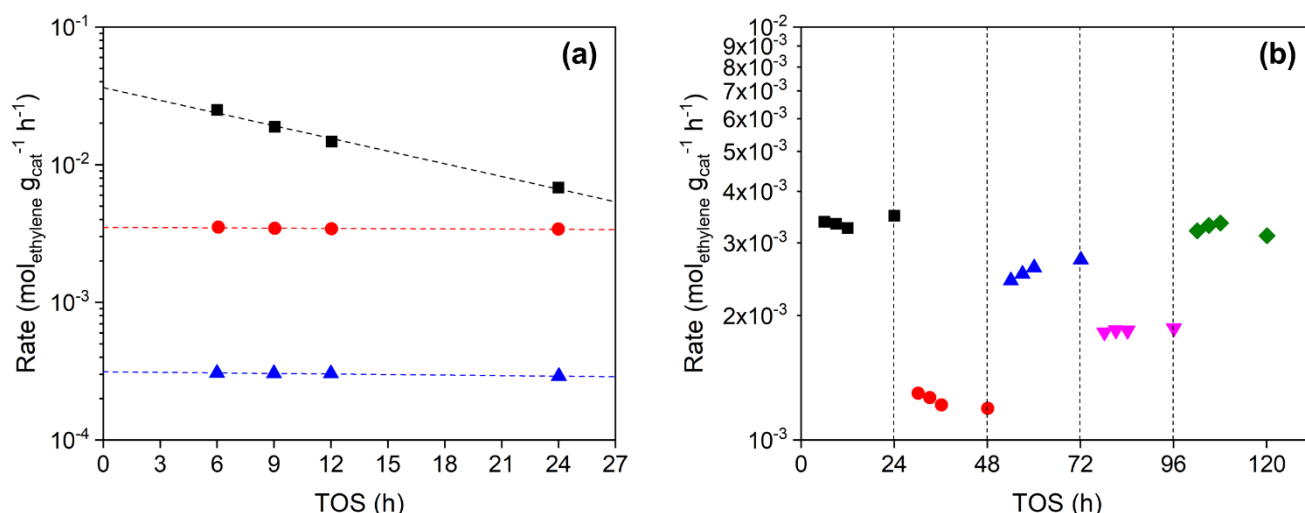 (a)
Rate (mol_ethylene g_cat^-1 h^-1)
10^-1
10^-2
10^-3
10^-4
0 3 6 9 12 15 18 21 24 27
TOS (h)
(b)
Rate (mol_ethylene g_cat^-1 h^-1)
10^-2
9x10^-3
8x10^-3
7x10^-3
6x10^-3
5x10^-3
4x10^-3
3x10^-3
2x10^-3
10^-3
0 24 48 72 96 120
TOS (h)